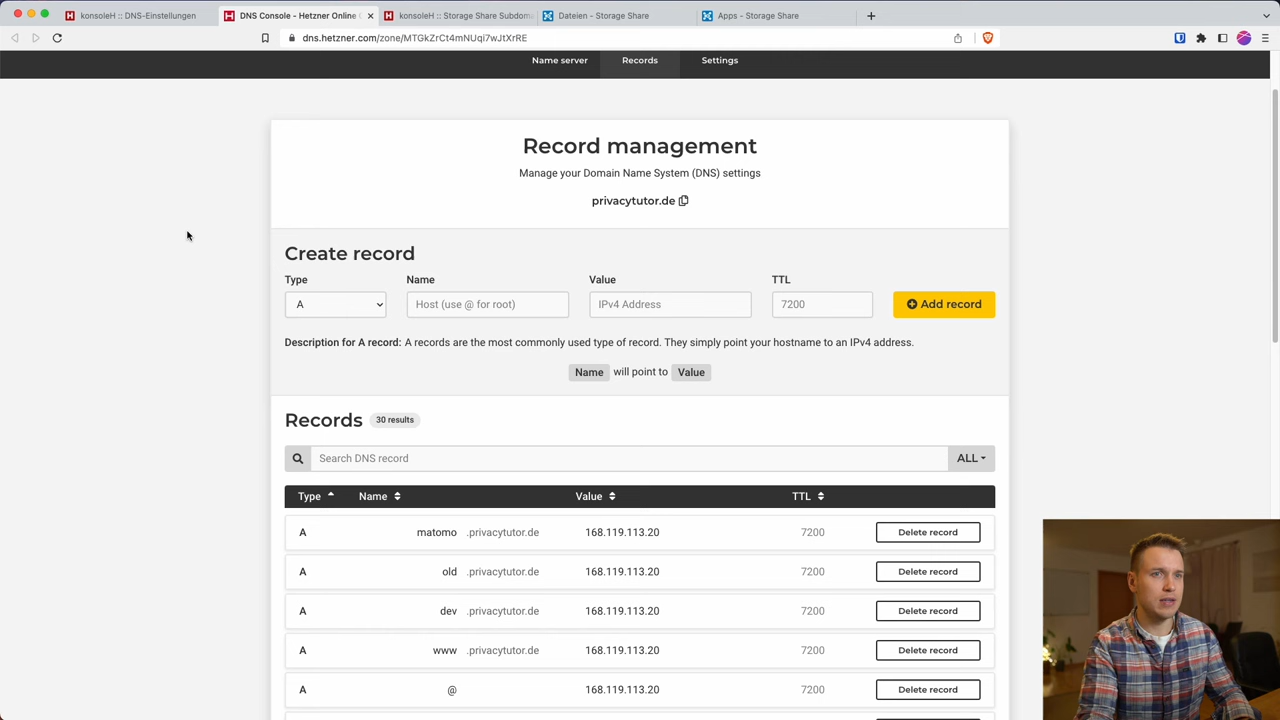 konsoleH :: DNS-Einstellungen
DNS Console - Hetzner Online
konsoleH :: Storage Share Subdom
Dateien - Storage Share
Apps - Storage Share
dns.hetzner.com/zone/MTGkZrCt4mNUqi7wJtXrRE
Name server
Records
Settings
Record management
Manage your Domain Name System (DNS) settings
privacytutor.de
Create record
Type
Name
Value
TTL
A
Host (use @ for root)
IPv4 Address
7200
Add record
Description for A record: A records are the most commonly used type of record. They simply point your hostname to an IPv4 address.
Name will point to Value
Records 30 results
Search DNS record
ALL
Type Name Value TTL
A matomo .privacytutor.de 168.119.113.20 7200 Delete record
A old .privacytutor.de 168.119.113.20 7200 Delete record
A dev .privacytutor.de 168.119.113.20 7200 Delete record
A www .privacytutor.de 168.119.113.20 7200 Delete record
A @ 168.119.113.20 7200 Delete record